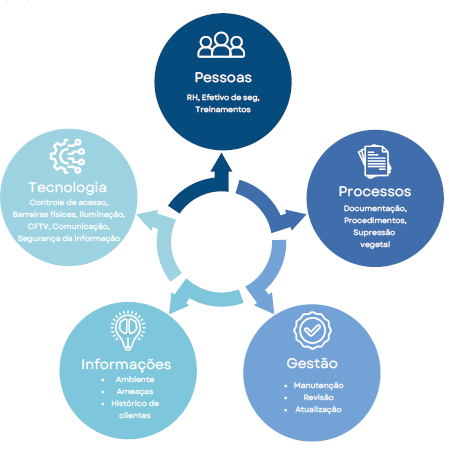 Pessoas
RH, Efetivo de seg,
Treinamentos
Tecnologia
Controle de acesso,
Barreiras físicas, Iluminação,
CFTV, Comunicação,
Segurança da Informação
Processos
Documentação,
Procedimentos,
Supressão
vegetal
Informações
• Ambiente
• Ameaças
• Histórico de
clientes
Gestão
• Manutenção
• Revisão
• Atualização